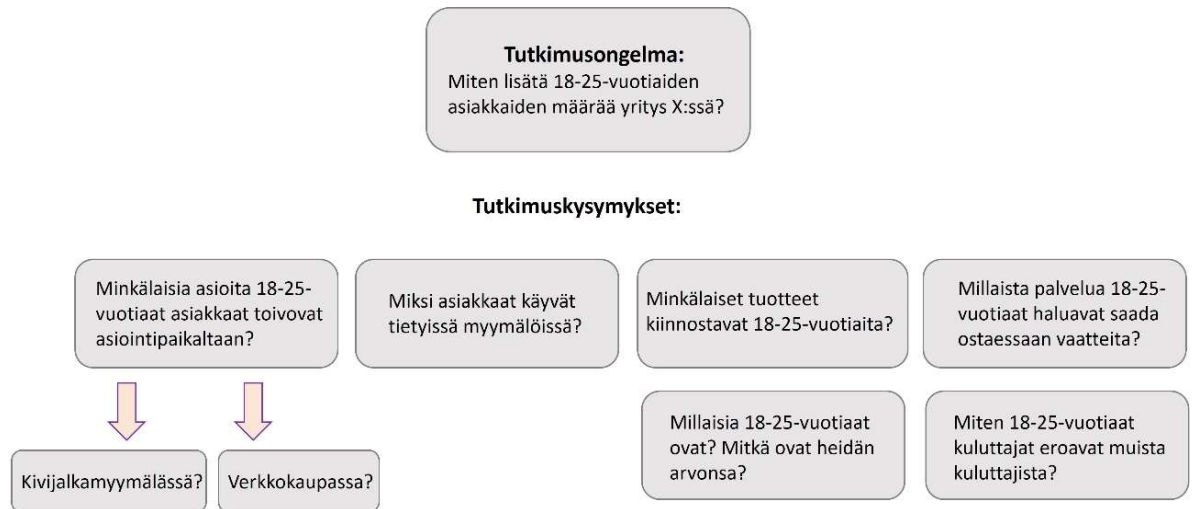 Tutkimusongelma:
Miten lisätä 18-25-vuotiaiden
asiakkaiden määrää yritys X:ssä?
Tutkimuskysymykset:
Minkälaisia asioita 18-25-
vuotiaat asiakkaat toivovat
asiointipaikaltaan?
Miksi asiakkaat käyvät
tietyissä myymälöissä?
Minkälaiset tuotteet
kiinnostavat 18-25-vuotiaita?
Millaista palvelua 18-25-
vuotiaat haluavat saada
ostaessaan vaatteita?
Kivijalkamyymälässä?
Verkkokaupassa?
Millaisia 18-25-vuotiaat
ovat? Mitkä ovat heidän
arvonsa?
Miten 18-25-vuotiaat
kuluttajat eroavat muista
kuluttajista?